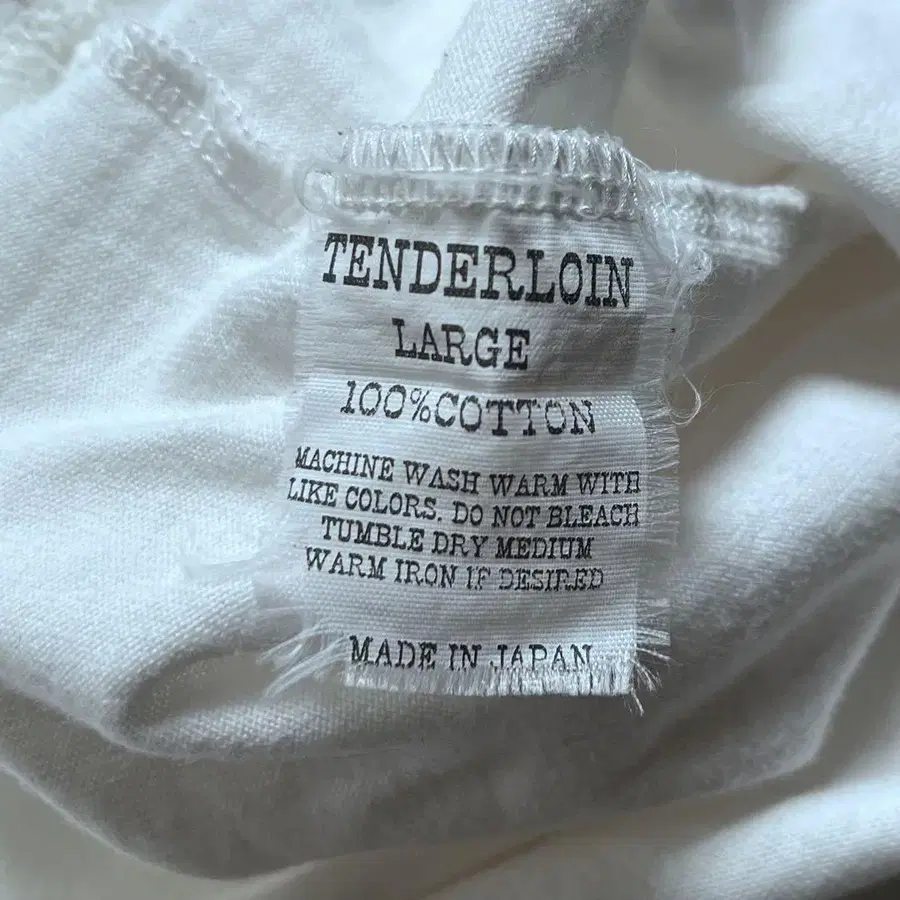 TENDERLOIN
LARGE
100%COTTON
MACHINE WASH WARM WITH
LIKE COLORS. DO NOT BLEACH
TUMBLE DRY MEDIUM
WARM IRON IF DESIRED
MADE IN JAPAN